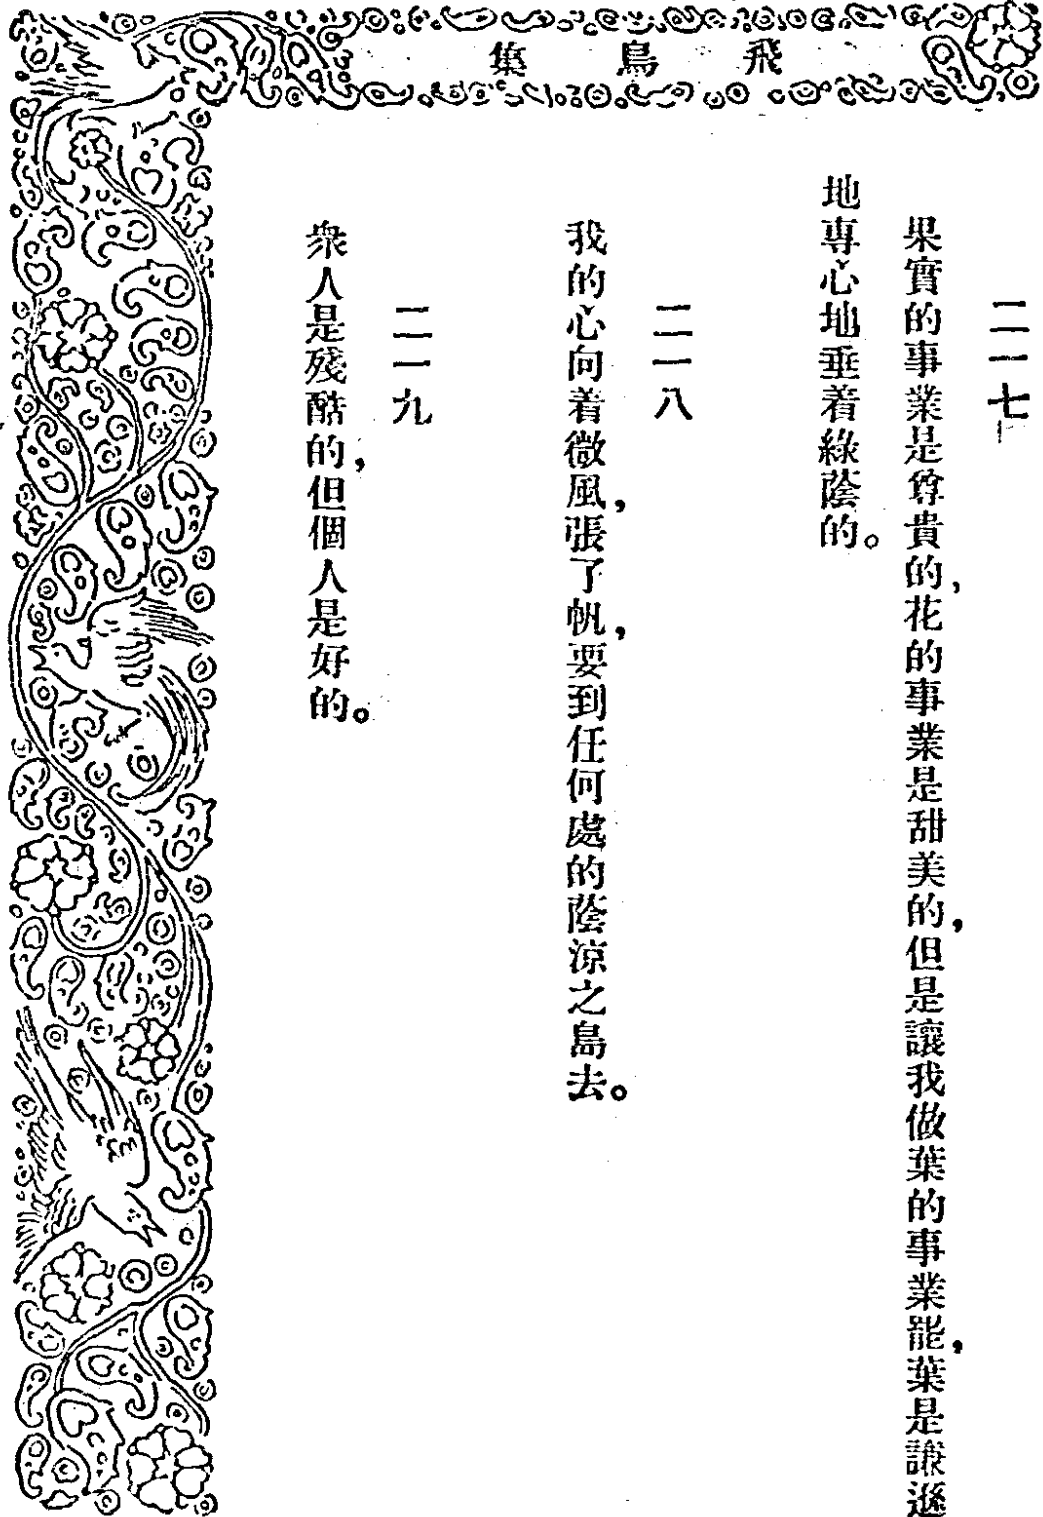 飛鳥集
二一七
果實的事業是尊貴的,花的事業是甜美的,但是讓我做葉的事業罷,葉是謙遜
地專心地垂着綠蔭的。
二一八
我的心向着微風,張了帆,要到任何處的蔭涼之島去。
二一九
衆人是殘酷的,但個人是好的。